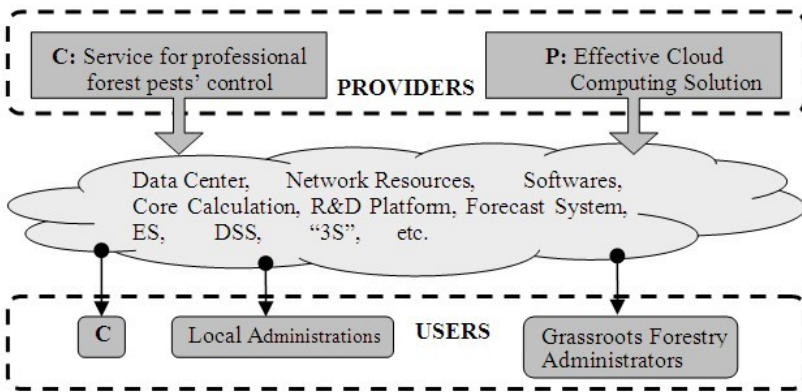 C: Service for professional
forest pests' control
PROVIDERS
P: Effective Cloud
Computing Solution
Data Center, Network Resources, Softwares,
Core Calculation, R&D Platform, Forecast System,
ES, DSS, “3S”, etc.
C
Local Administrations
USERS
Grassroots Forestry
Administrators